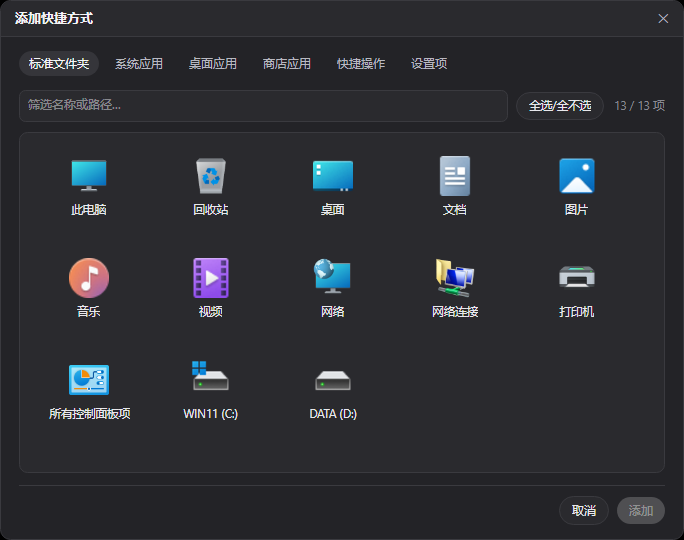 添加快捷方式
标准文件夹 系统应用 桌面应用 商店应用 快捷操作 设置项
筛选名称或路径... 全选/全不选 13 / 13 项
此电脑 回收站 桌面 文档 图片
音乐 视频 网络 网络连接 打印机
所有控制面板项 WIN11 (C:) DATA (D:)
取消 添加